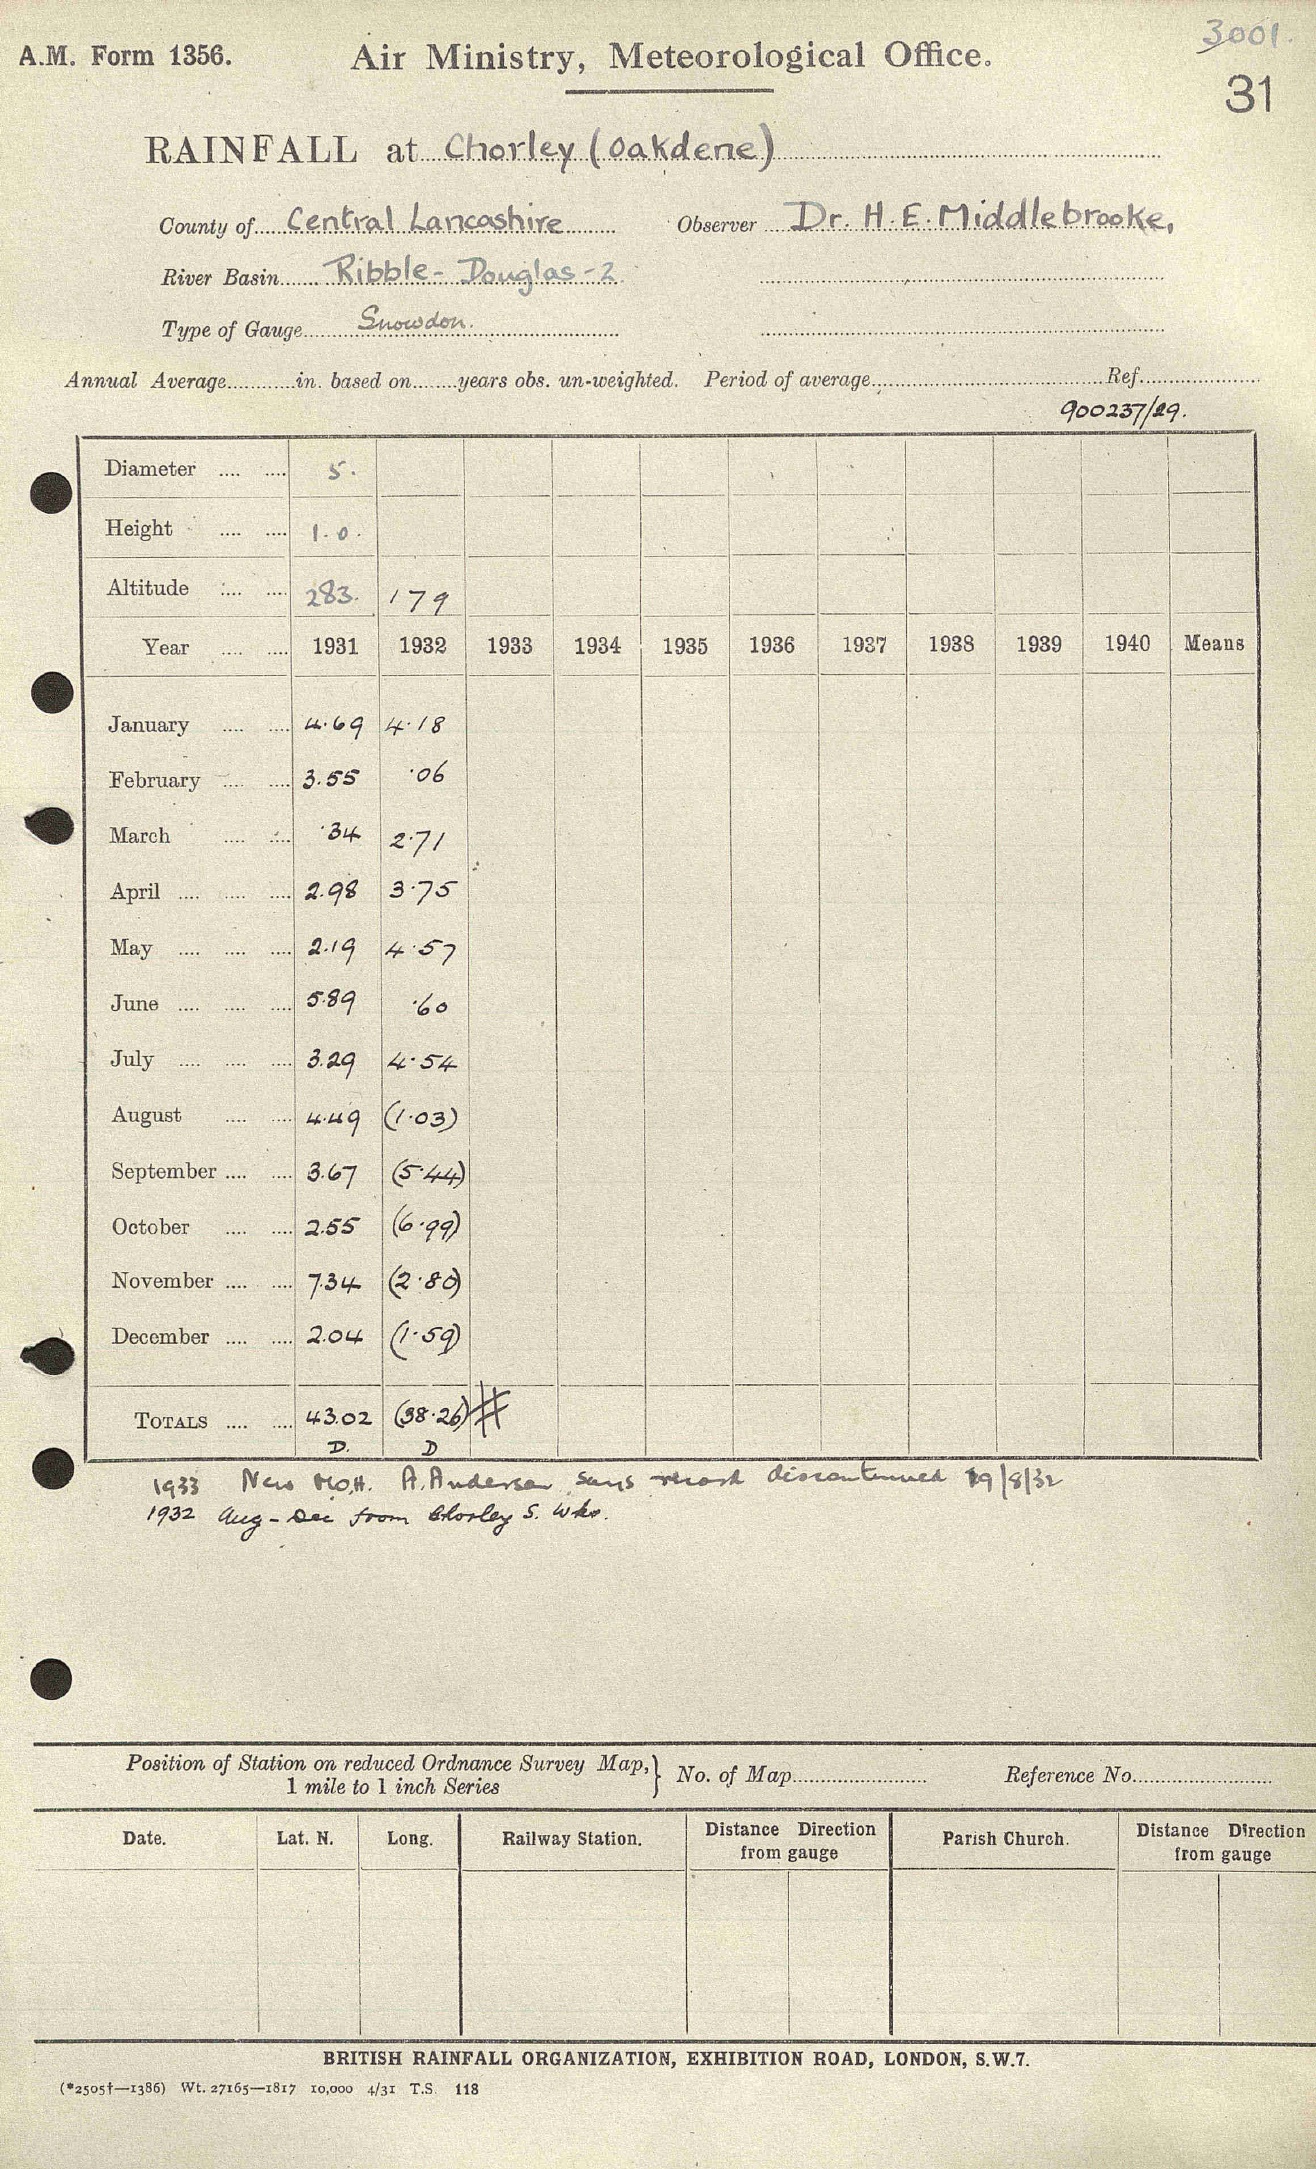 3001.
A.M. Form 1356. Air Ministry, Meteorological Office.
31
RAINFALL at Chorley (Oakdene)
County of Central Lancashire Observer Dr. H. E. Middlebrooke,
River Basin Ribble - Douglas - 2
Type of Gauge Snowdon.
Annual Average in. based on years obs. un-weighted. Period of average Ref.
900237/29.
Diameter 5.
Height 1.0.
Altitude 283. 179
Year 1931 1932 1933 1934 1935 1936 1937 1938 1939 1940 Means
January 4.69 4.18
February 3.55 .06
March .34 2.71
April 2.98 3.75
May 2.19 4.57
June 5.89 .60
July 3.29 4.54
August 4.49 (1.03)
September 3.67 (5.44)
October 2.55 (6.99)
November 7.34 (2.80)
December 2.04 (1.59)
TOTALS 43.02 (38.26) #
D. D
1933 New M.O.H. A. Anderson says record discontinued 19/8/32
1932 Aug - Dec from Chorley S. Wks.
Position of Station on reduced Ordnance Survey Map, } No. of Map Reference No.
1 mile to 1 inch Series
Date. Lat. N. Long. Railway Station. Distance Direction from gauge Parish Church. Distance Direction from gauge
BRITISH RAINFALL ORGANIZATION, EXHIBITION ROAD, LONDON, S.W.7.
(*2505†—1386) Wt. 27165—1817 10,000 4/31 T.S. 118